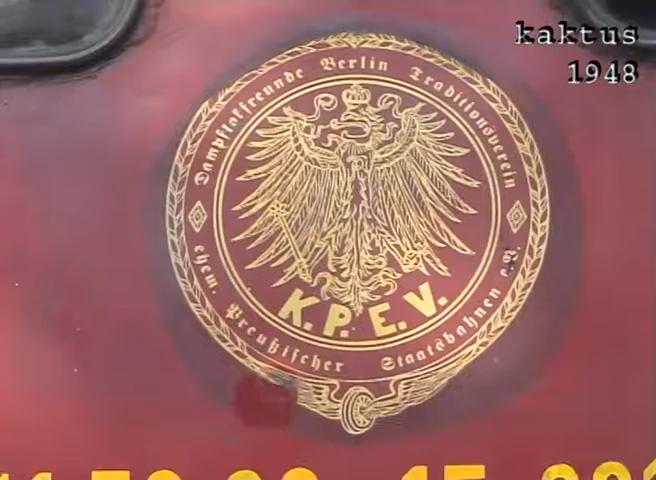 kaktus
1948
Dampflokfreunde Berlin Traditionsverein e.V.
K.P.E.V.
ehem. Preußischer Staatsbahnen